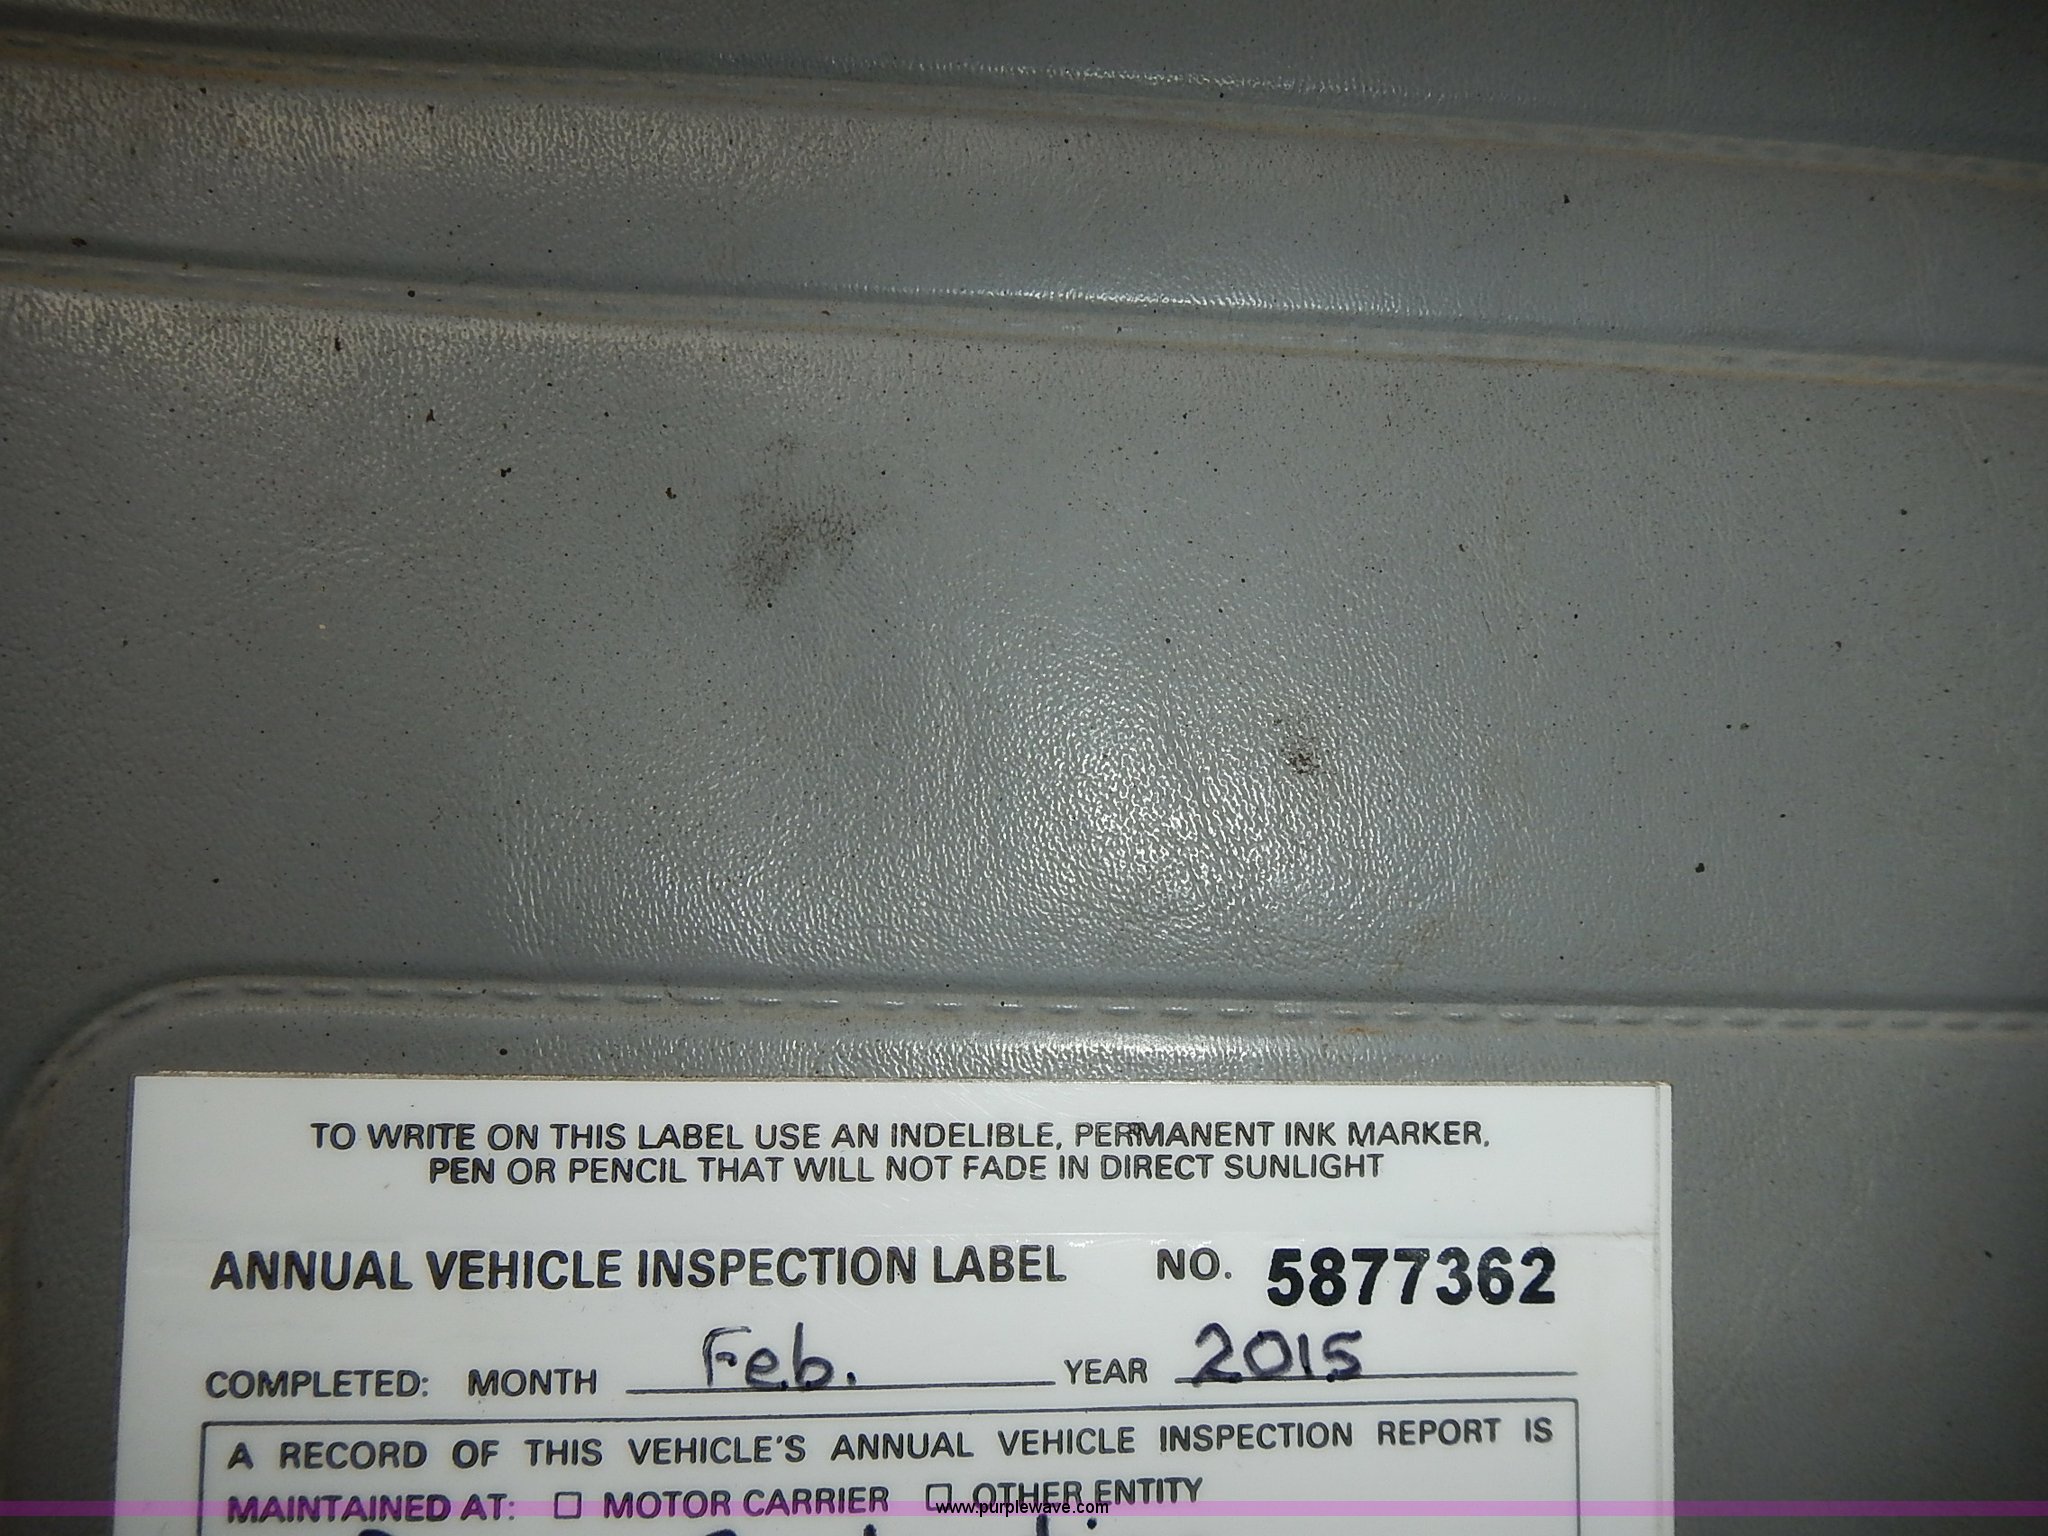 TO WRITE ON THIS LABEL USE AN INDELIBLE, PERMANENT INK MARKER,
PEN OR PENCIL THAT WILL NOT FADE IN DIRECT SUNLIGHT
ANNUAL VEHICLE INSPECTION LABEL NO. 5877362
COMPLETED: MONTH Feb. YEAR 2015
A RECORD OF THIS VEHICLE'S ANNUAL VEHICLE INSPECTION REPORT IS
MAINTAINED AT: ☐ MOTOR CARRIER ☐ OTHER ENTITY
www.purplewave.com